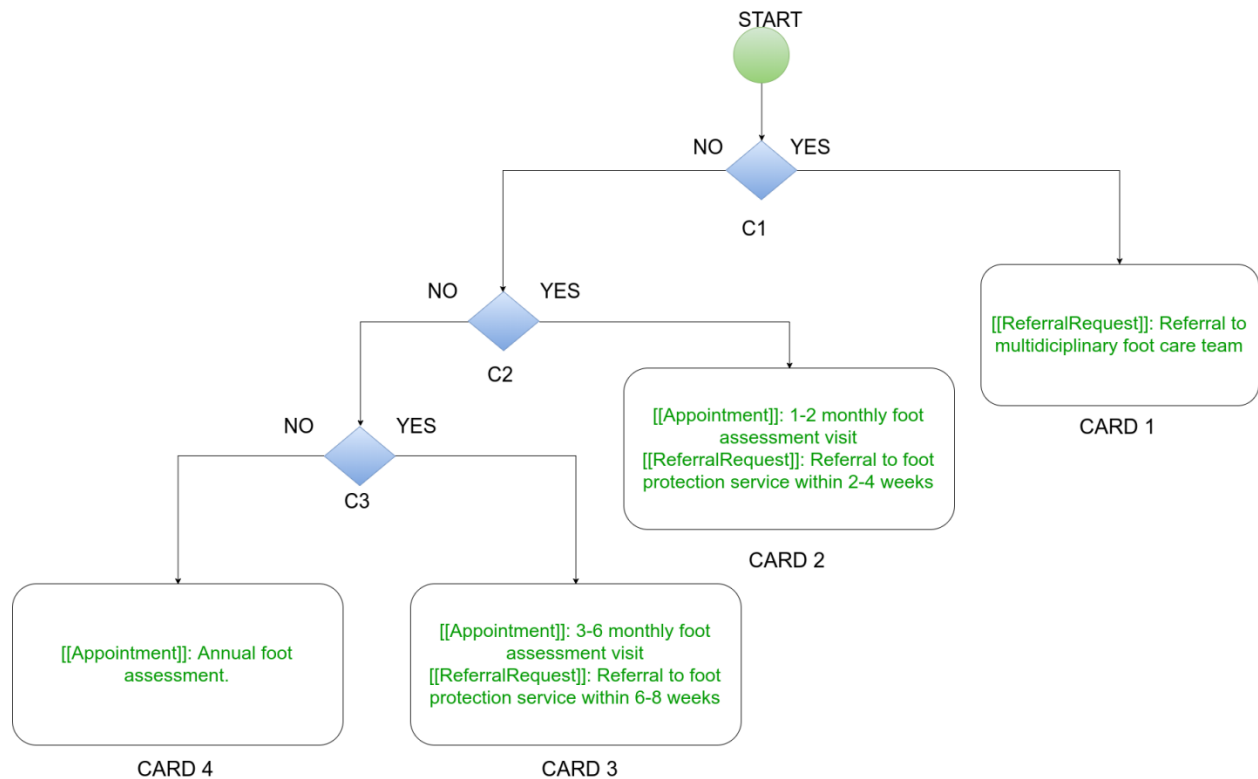 START
NO
YES
C1
NO
YES
C2
[[ReferralRequest]]: Referral to
multidiciplinary foot care team
CARD 1
NO
YES
C3
[[Appointment]]: 1-2 monthly foot
assessment visit
[[ReferralRequest]]: Referral to foot
protection service within 2-4 weeks
CARD 2
[[Appointment]]: Annual foot
assessment.
CARD 4
[[Appointment]]: 3-6 monthly foot
assessment visit
[[ReferralRequest]]: Referral to foot
protection service within 6-8 weeks
CARD 3